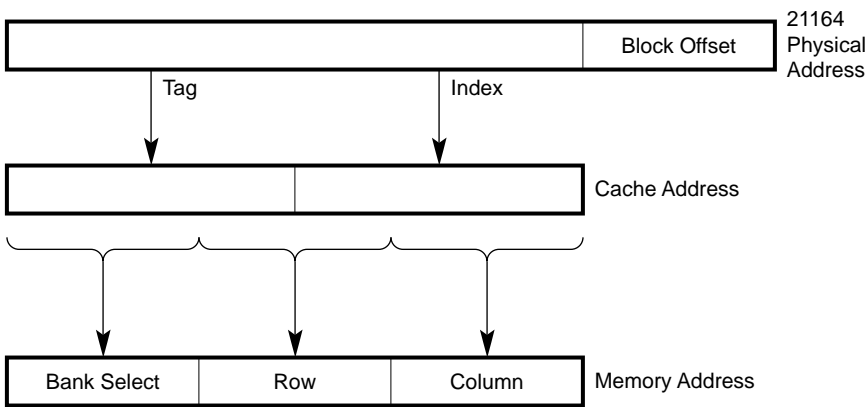 21164
Physical
Address
Block Offset
Tag
Index
Cache Address
Bank Select
Row
Column
Memory Address